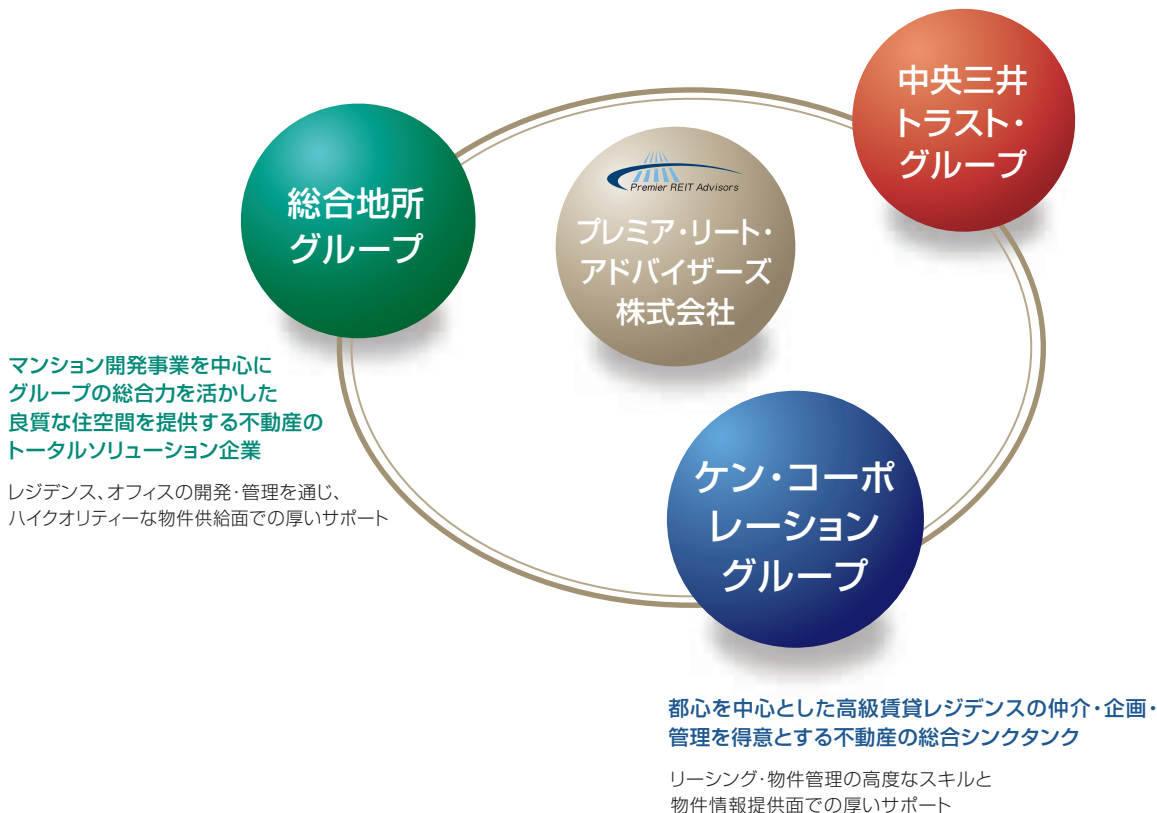 中央三井
トラスト・
グループ
総合地所
グループ
Premier REIT Advisors
プレミア・リート・
アドバイザーズ
株式会社
マンション開発事業を中心に
グループの総合力を活かした
良質な住空間を提供する不動産の
トータルソリューション企業
レジデンス、オフィスの開発・管理を通じ、
ハイクオリティーな物件供給面での厚いサポート
ケン・コーポ
レーション
グループ
都心を中心とした高級賃貸レジデンスの仲介・企画・
管理を得意とする不動産の総合シンクタンク
リーシング・物件管理の高度なスキルと
物件情報提供面での厚いサポート